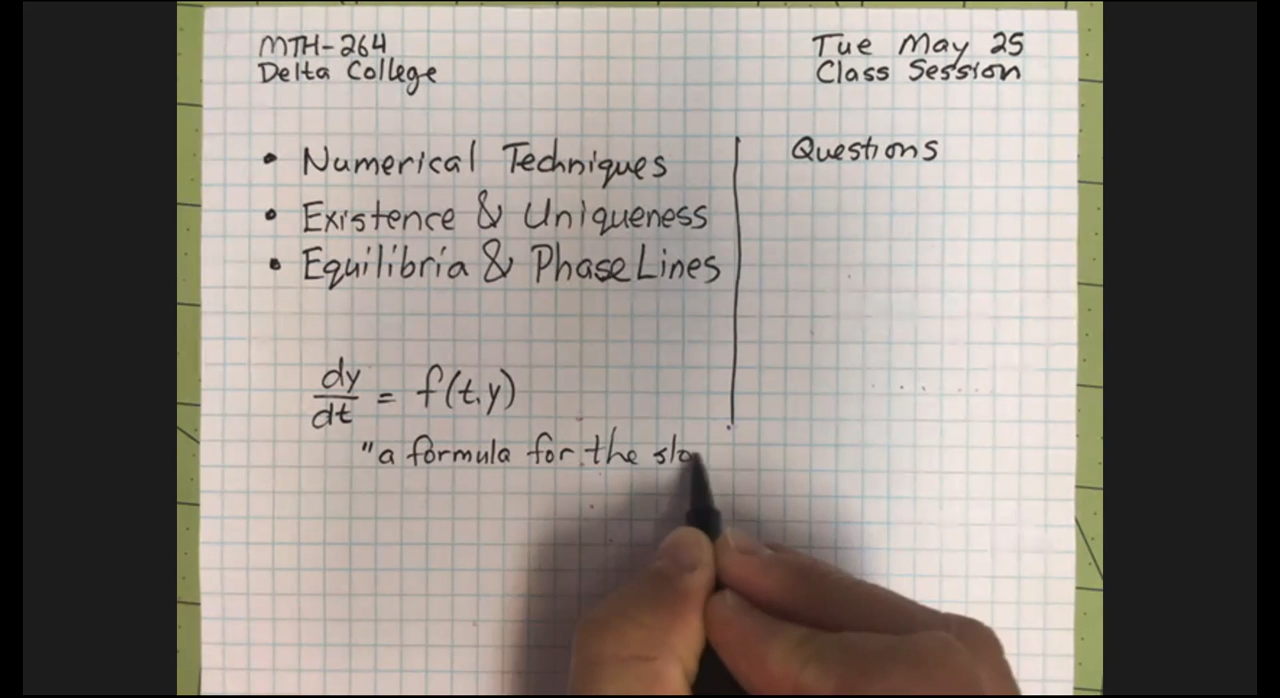 MTH-264
Delta College
Tue May 25
Class Session
• Numerical Techniques
• Existence & Uniqueness
• Equilibria & Phase Lines
Questions
dy/dt = f(t,y)
"a formula for the slo